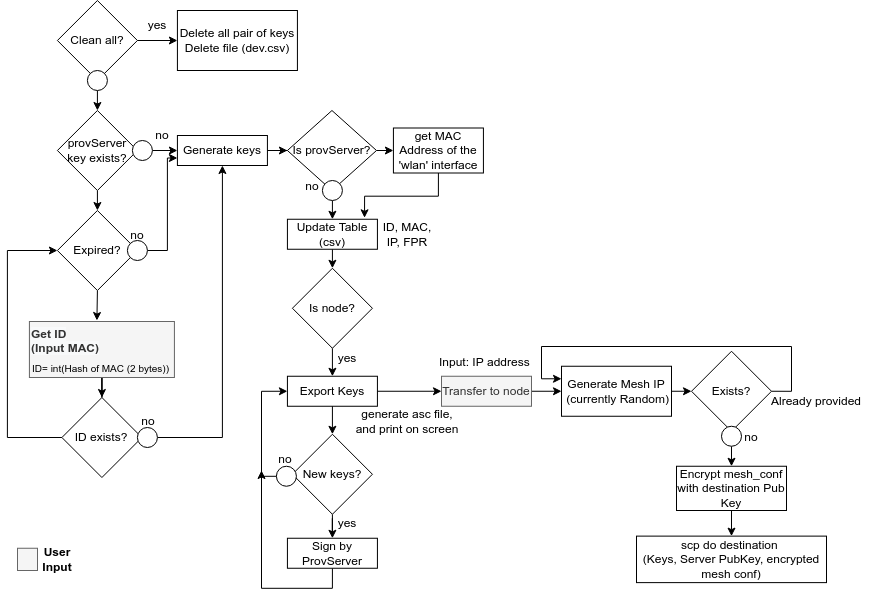 Clean all?
yes
Delete all pair of keys
Delete file (dev.csv)
provServer
key exists?
no
Generate keys
Is provServer?
get MAC
Address of the
'wlan' interface
no
Update Table
(csv)
ID, MAC,
IP, FPR
Expired?
no
Is node?
Get ID
(Input MAC)
ID= int(Hash of MAC (2 bytes))
yes
Input: IP address
Export Keys
Transfer to node
Generate Mesh IP
(currently Random)
Exists?
Already provided
generate asc file,
and print on screen
ID exists?
no
no
New keys?
no
Encrypt mesh_conf
with destination Pub
Key
yes
Sign by
ProvServer
scp do destination
(Keys, Server PubKey, encrypted
mesh conf)
User
Input